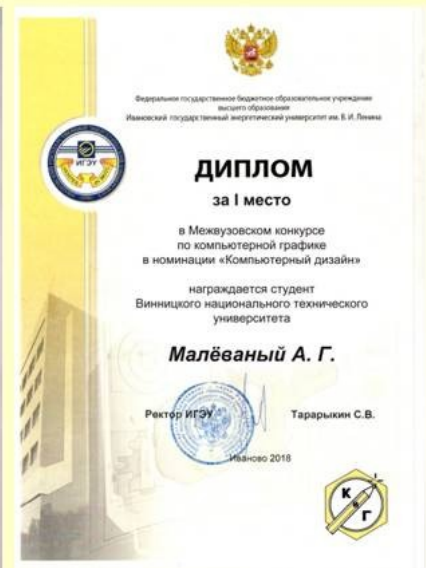 Федеральное государственное бюджетное образовательное учреждение
высшего образования
Ивановский государственный энергетический университет им. В.И. Ленина
ИГЭУ
ДИПЛОМ
за I место
в Межвузовском конкурсе
по компьютерной графике
в номинации «Компьютерный дизайн»
награждается студент
Винницкого национального технического
университета
Малёваный А. Г.
Ректор ИГЭУ
Тарарыкин С.В.
Иваново 2018
К
и
Г